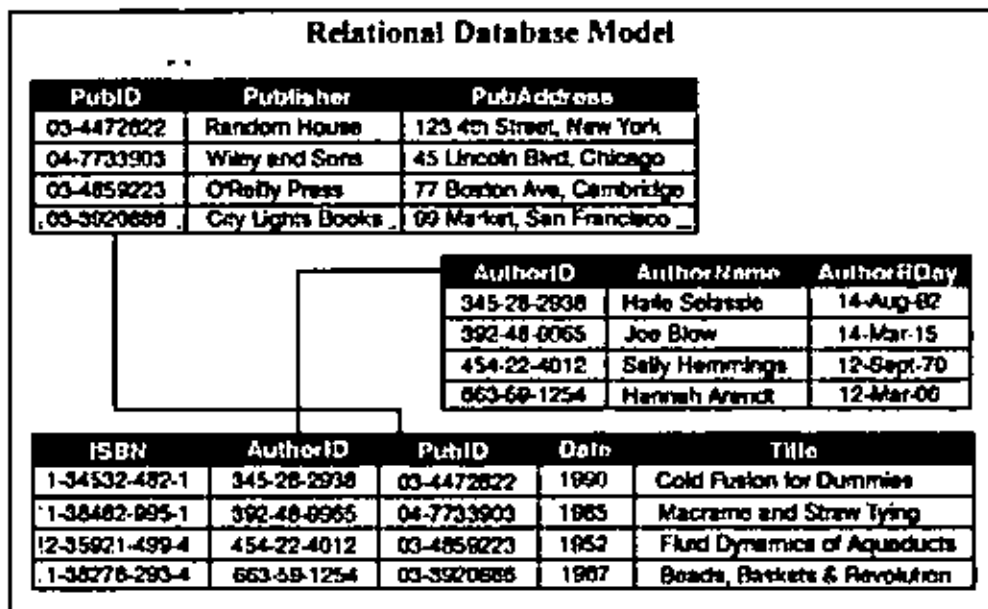 Relational Database Model
PubID Publisher PubAddress
03-4472822 Random House 123 4th Street, New York
04-7733903 Wiley and Sons 45 Lincoln Blvd, Chicago
03-4859223 O'Reilly Press 77 Boston Ave, Cambridge
03-3920886 City Lights Books 99 Market, San Francisco
AuthorID AuthorName AuthorBDay
345-28-2938 Haile Selassie 14-Aug-92
392-48-9965 Joe Blow 14-Mar-15
454-22-4012 Sally Hemmings 12-Sept-70
663-59-1254 Hannah Arendt 12-Mar-06
ISBN AuthorID PubID Date Title
1-34532-482-1 345-28-2938 03-4472822 1990 Cold Fusion for Dummies
1-38482-995-1 392-48-9965 04-7733903 1985 Macrame and Straw Tying
2-35921-499-4 454-22-4012 03-4859223 1952 Fluid Dynamics of Aqueducts
1-38278-293-4 663-59-1254 03-3920886 1967 Beads, Baskets & Revolution